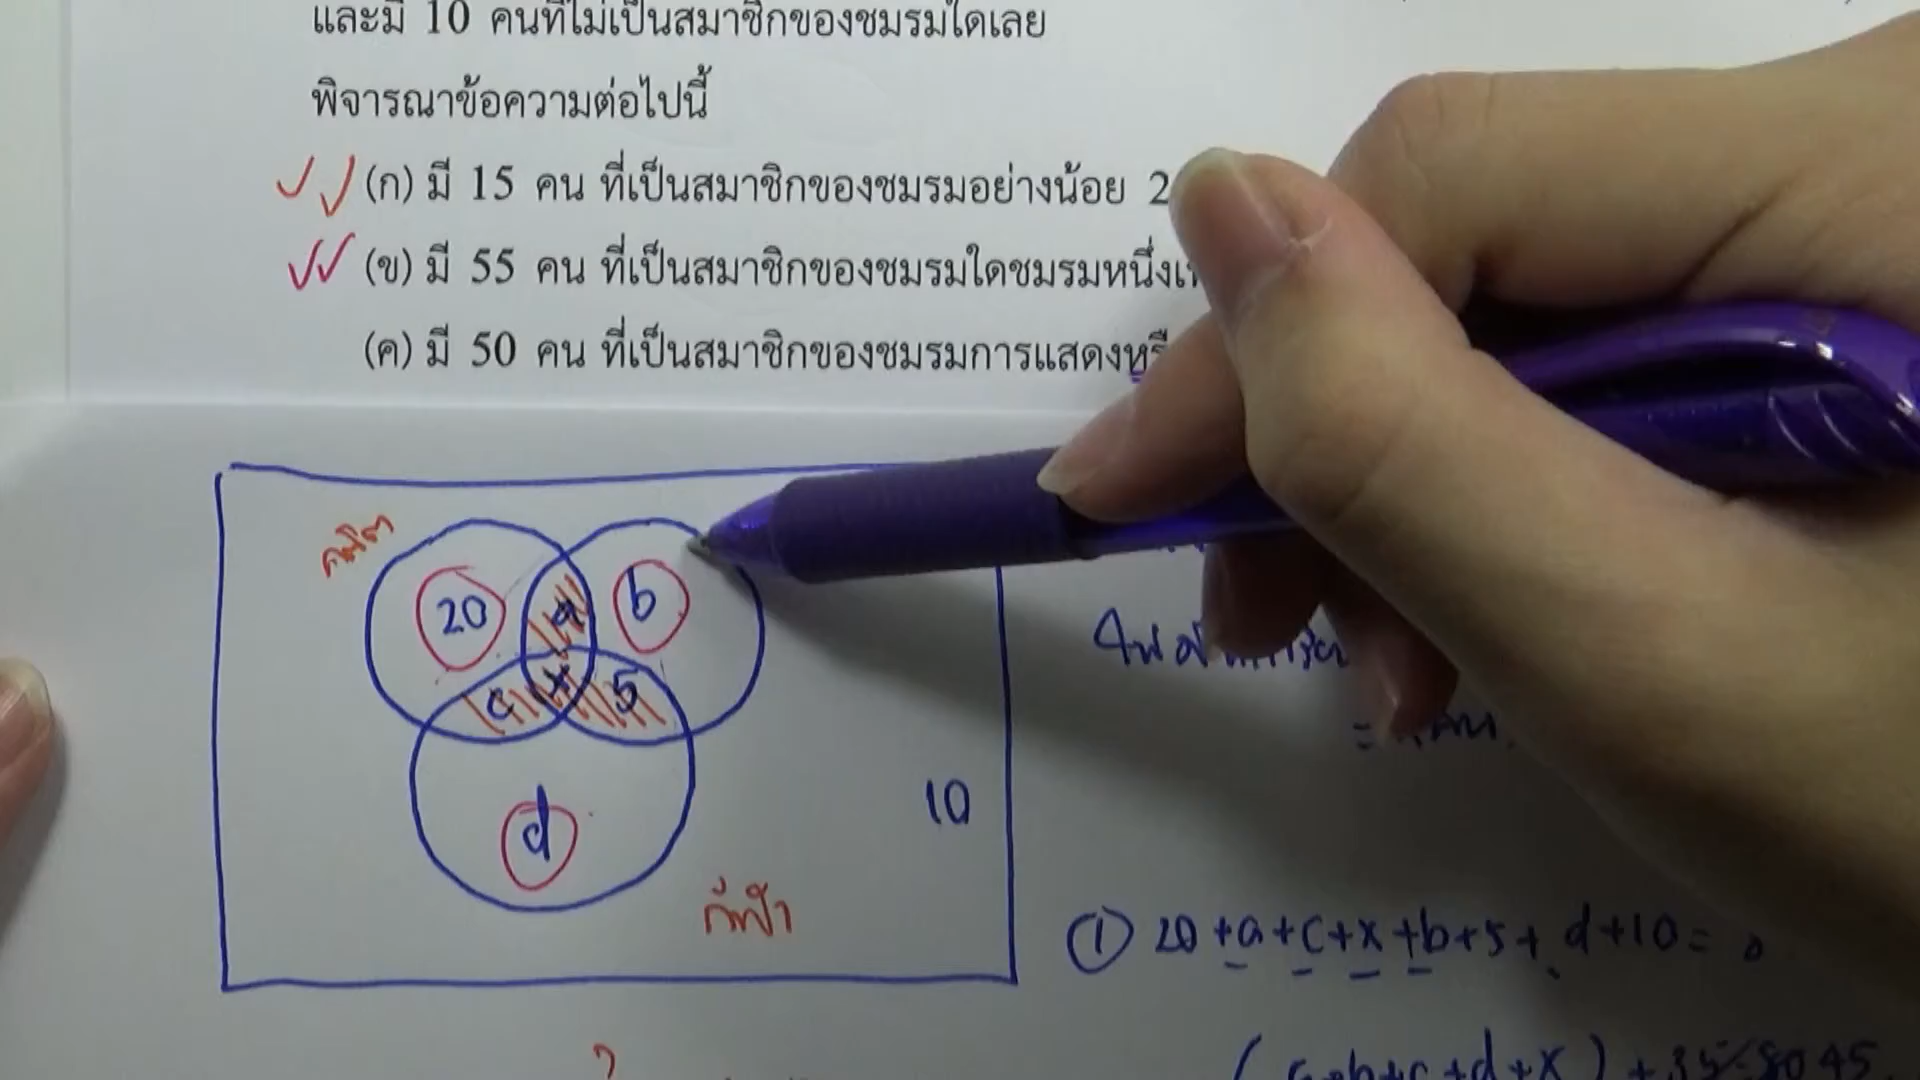 และมี 10 คนที่ไม่เป็นสมาชิกของชมรมใดเลย
พิจารณาข้อความต่อไปนี้
(ก) มี 15 คน ที่เป็นสมาชิกของชมรมอย่างน้อย 2
(ข) มี 55 คน ที่เป็นสมาชิกของชมรมใดชมรมหนึ่ง
(ค) มี 50 คน ที่เป็นสมาชิกของชมรมการแสดง
คณิต
20 a b
c x 5
d
10
กีฬา
① 20 + a + c + x + b + 5 + d + 10 =